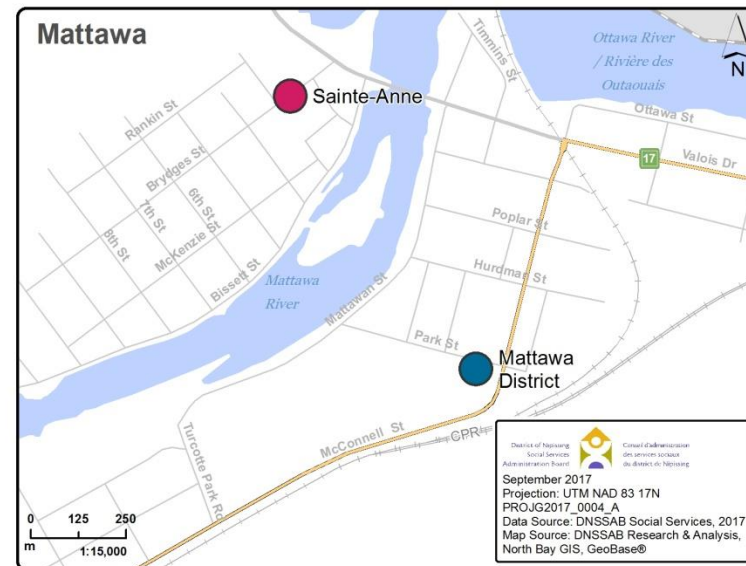 Mattawa
Ottawa River
/ Rivière des
Outaouais
N
Timmins St
Ottawa St
17
Valois Dr
Sainte-Anne
Rankin St
Brydges St
6th St
7th St
8th St
McKenzie St
Bissett St
Mattawa
River
Mattawan St
Poplar St
Hurdman St
Park St
Mattawa
District
McConnell St
CPR
Turcotte Park Rd
0 125 250
m
1:15,000
District of Nipissing
Social Services
Administration Board
Conseil d'administration
des services sociaux
du district de Nipissing
September 2017
Projection: UTM NAD 83 17N
PROJG2017_0004_A
Data Source: DNSSAB Social Services, 2017
Map Source: DNSSAB Research & Analysis,
North Bay GIS, GeoBase®